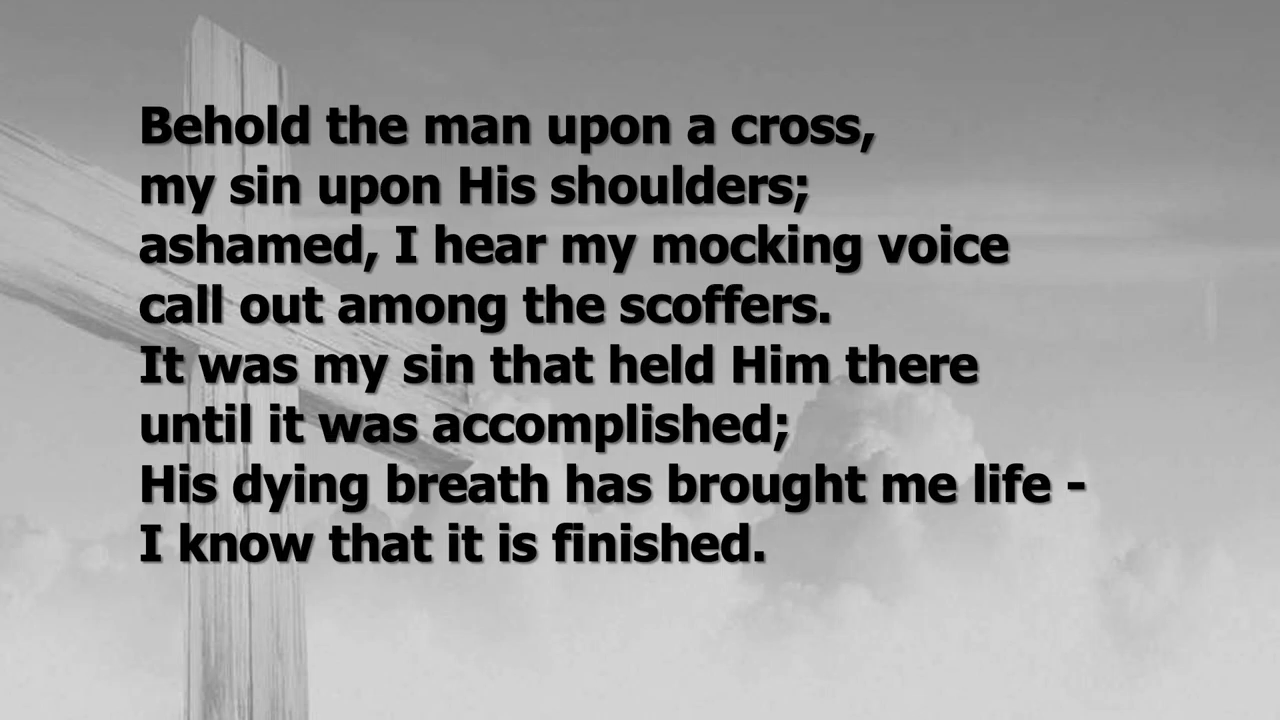 Behold the man upon a cross,
my sin upon His shoulders;
ashamed, I hear my mocking voice
call out among the scoffers.
It was my sin that held Him there
until it was accomplished;
His dying breath has brought me life -
I know that it is finished.